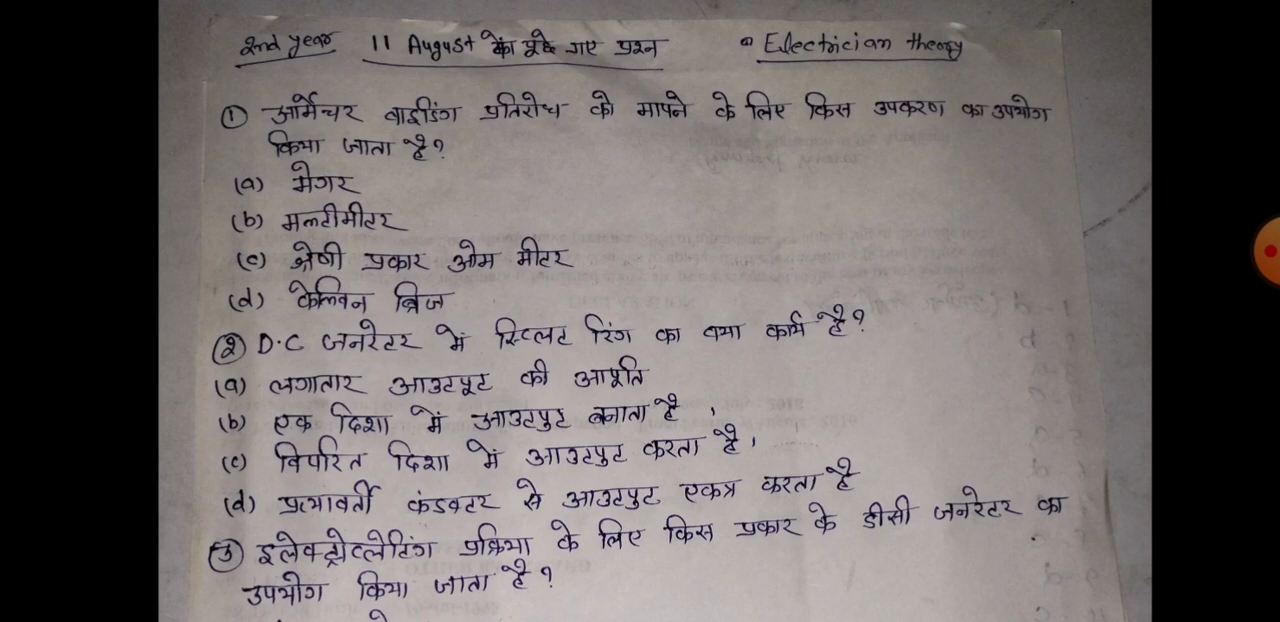 2nd year 11 August को पूछे गए प्रश्न Electrician theory
① आर्मेचर वाइडिंग प्रतिरोध को मापने के लिए किस उपकरण का उपयोग
किया जाता है?
(a) मेगर
(b) मल्टीमीटर
(c) श्रेणी प्रकार ओम मीटर
(d) केल्विन ब्रिज
② D.C जनरेटर में स्प्लिट रिंग का क्या कार्य है?
(a) लगातार आउटपूट की आपूर्ति
(b) एक दिशा में आउटपुट बनाता है ।
(c) विपरित दिशा में आउटपुट करता है ।
(d) प्रत्यावर्ती कंडक्टर से आउटपुट एकत्र करता है
③ इलेक्ट्रोप्लेटिंग प्रक्रिया के लिए किस प्रकार के डीसी जनरेटर का
उपयोग किया जाता है?